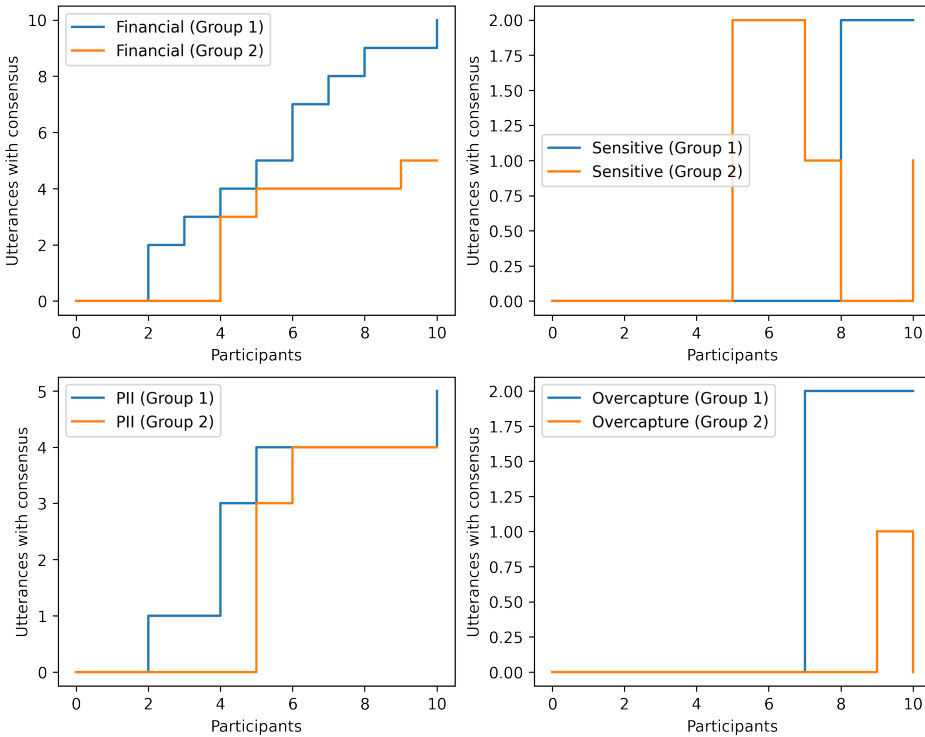 Utterances with consensus
10
8
6
4
2
0
Financial (Group 1)
Financial (Group 2)
0 2 4 6 8 10
Participants
Utterances with consensus
2.00
1.75
1.50
1.25
1.00
0.75
0.50
0.25
0.00
Sensitive (Group 1)
Sensitive (Group 2)
0 2 4 6 8 10
Participants
Utterances with consensus
5
4
3
2
1
0
PII (Group 1)
PII (Group 2)
0 2 4 6 8 10
Participants
Utterances with consensus
2.00
1.75
1.50
1.25
1.00
0.75
0.50
0.25
0.00
Overcapture (Group 1)
Overcapture (Group 2)
0 2 4 6 8 10
Participants